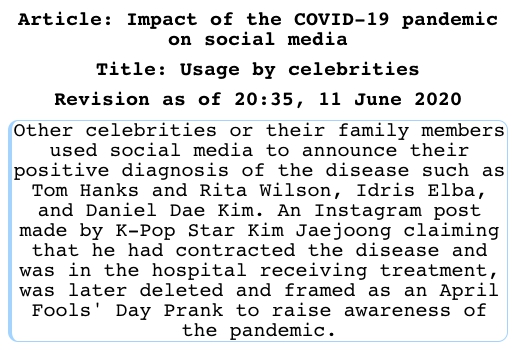 Article: Impact of the COVID-19 pandemic
on social media
Title: Usage by celebrities
Revision as of 20:35, 11 June 2020
Other celebrities or their family members
used social media to announce their
positive diagnosis of the disease such as
Tom Hanks and Rita Wilson, Idris Elba,
and Daniel Dae Kim. An Instagram post
made by K-Pop Star Kim Jaejoong claiming
that he had contracted the disease and
was in the hospital receiving treatment,
was later deleted and framed as an April
Fools' Day Prank to raise awareness of
the pandemic.